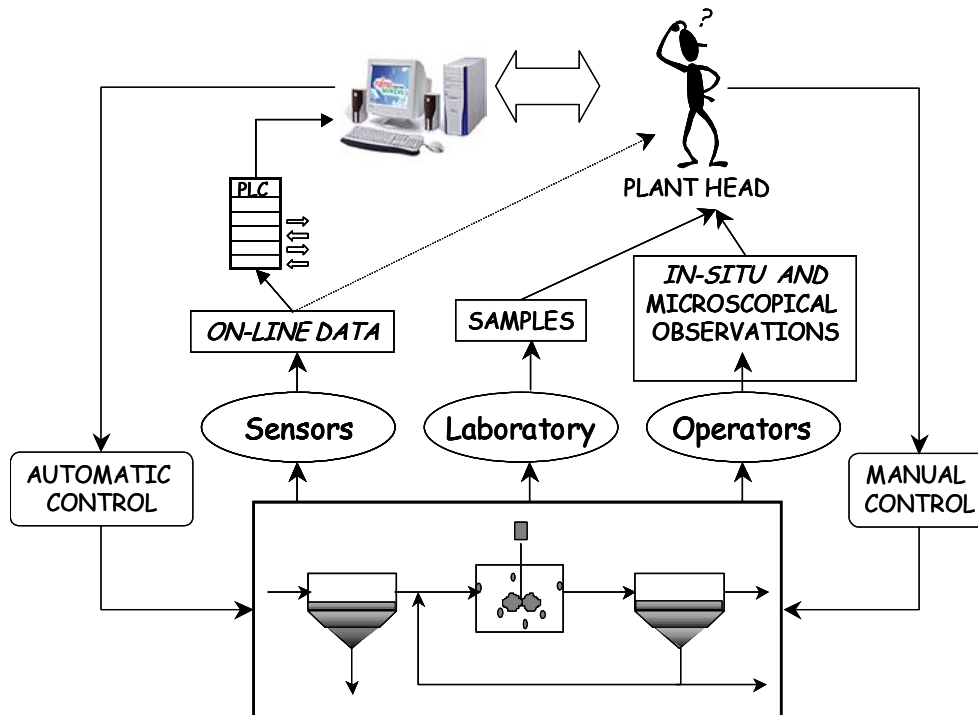 ?
PLC
PLANT HEAD
ON-LINE DATA
SAMPLES
IN-SITU AND
MICROSCOPICAL
OBSERVATIONS
Sensors
Laboratory
Operators
AUTOMATIC
CONTROL
MANUAL
CONTROL